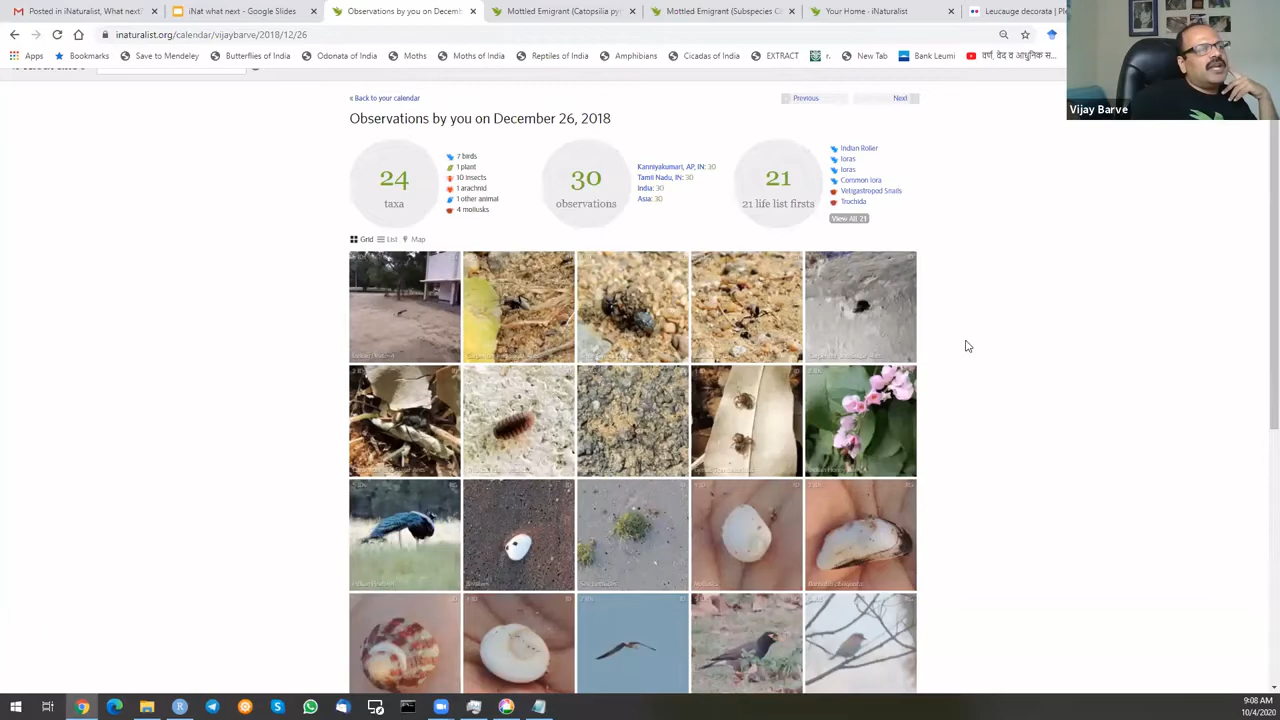 Posted in iNaturalist, What next?
iNat what next - Google Slides
Observations by you on Decemb
Mottled Emigrant (Catopsilia py
Mottled Emigrant (Subspecies C
Your Home · iNaturalist
Leucauge decorata | Pl
inaturalist.org/calendar/vijaybarve/2018/12/26
Apps
Bookmarks
Save to Mendeley
Butterflies of India
Odonata of India
Moths
Moths of India
Reptiles of India
Amphibians
Cicadas of India
EXTRACT
r.
New Tab
Bank Leumi
वर्ण, वेद व आधुनिक स...
Vijay Barve
« Back to your calendar
Previous
Next
Observations by you on December 26, 2018
24
taxa
7 birds
1 plant
10 insects
1 arachnid
1 other animal
4 mollusks
30
observations
Kanniyakumari, AP, IN: 30
Tamil Nadu, IN: 30
India: 30
Asia: 30
21
21 life list firsts
Indian Roller
Ioras
Ioras
Common Iora
Vetigastropod Snails
Trochida
View All 21
Grid
List
Map
9:08 AM
10/4/2020